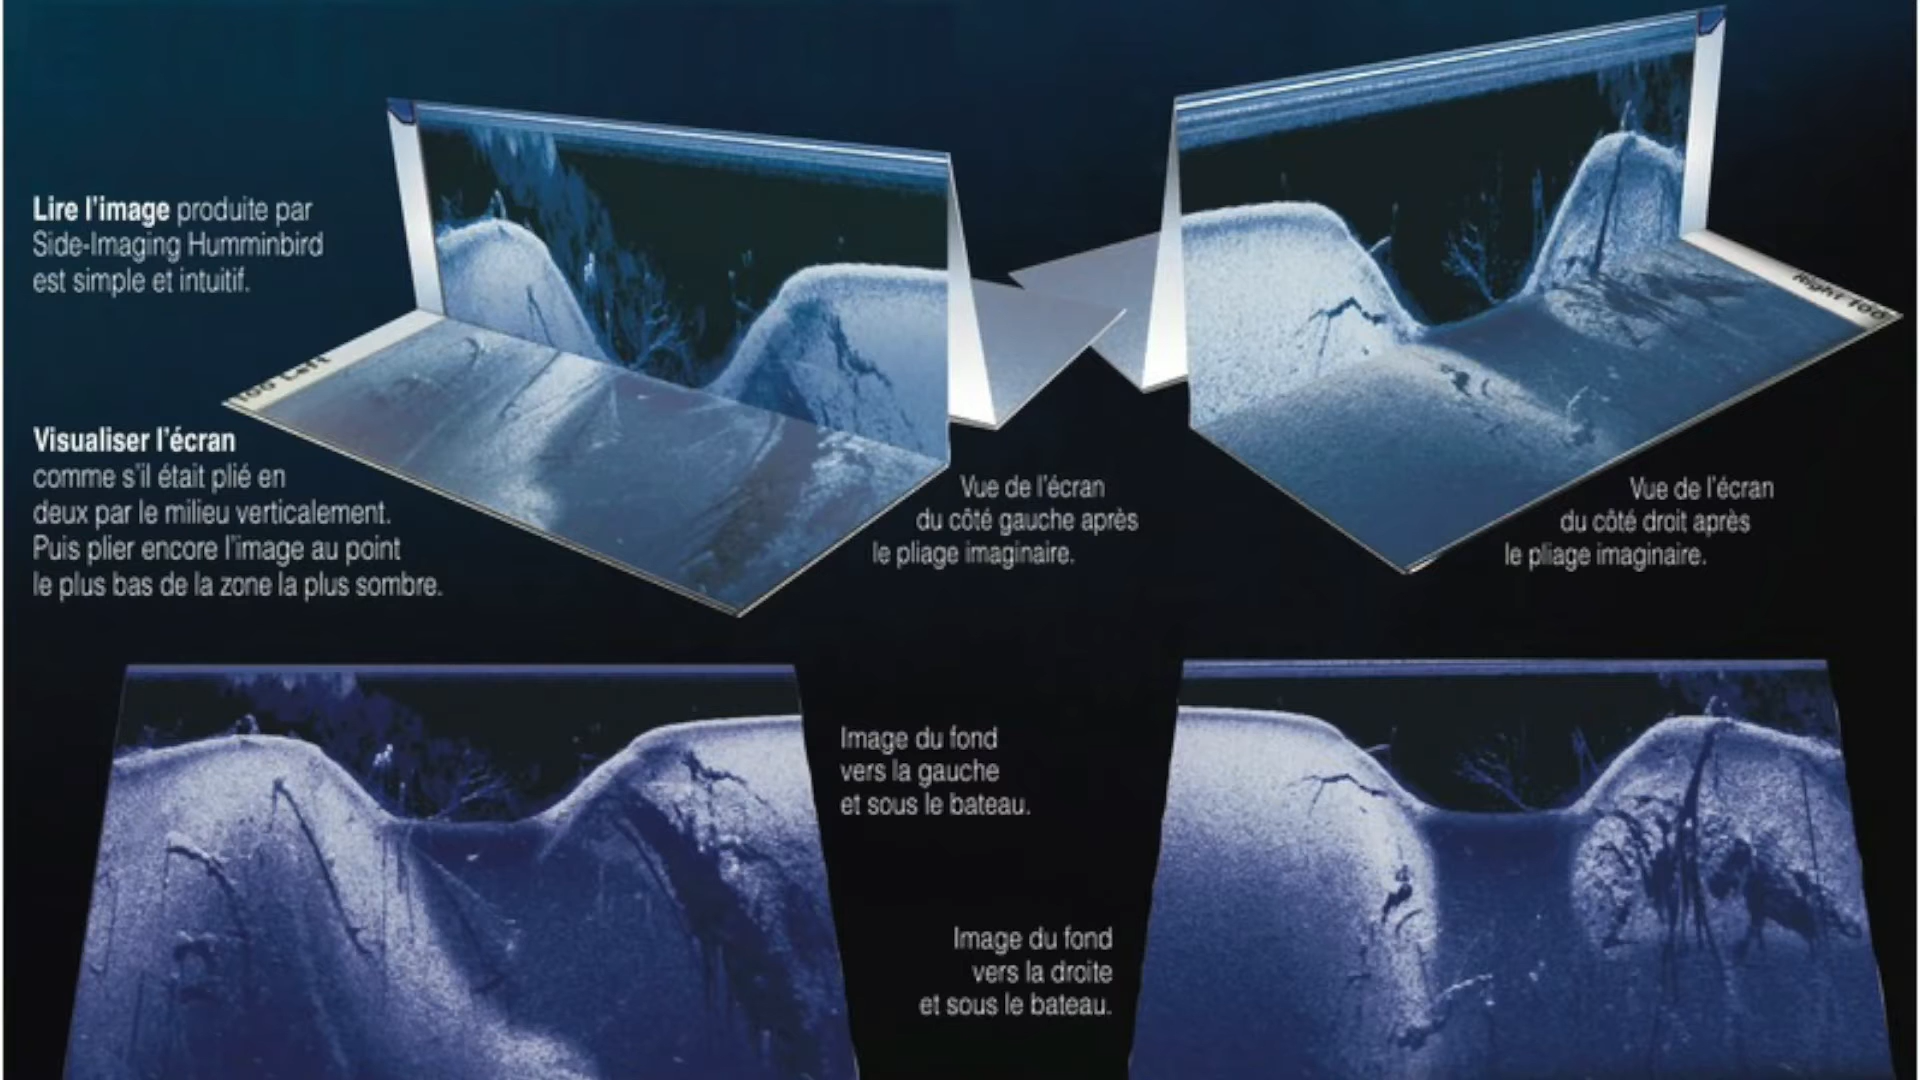 Lire l'image produite par
Side-Imaging Humminbird
est simple et intuitif.
Visualiser l'écran
comme s'il était plié en
deux par le milieu verticalement.
Puis plier encore l'image au point
le plus bas de la zone la plus sombre.
100 Left
Vue de l'écran
du côté gauche après
le pliage imaginaire.
Right 100
Vue de l'écran
du côté droit après
le pliage imaginaire.
Image du fond
vers la gauche
et sous le bateau.
Image du fond
vers la droite
et sous le bateau.